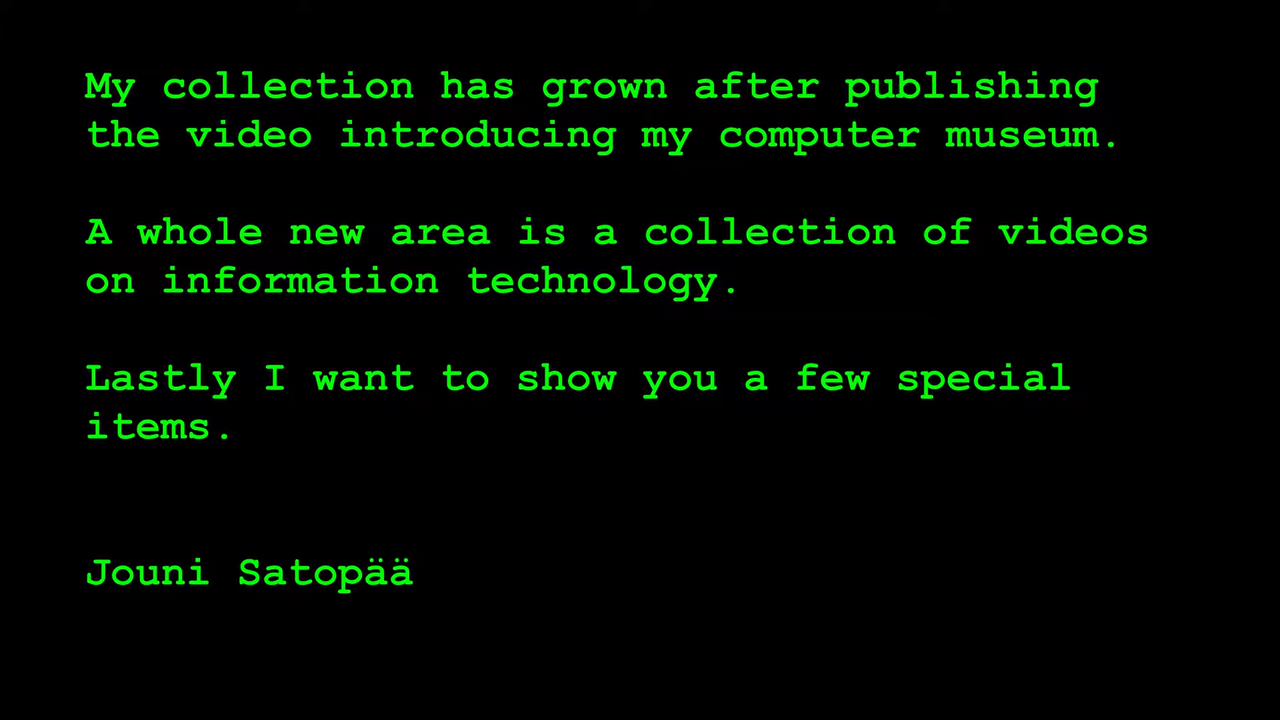 My collection has grown after publishing
the video introducing my computer museum.
A whole new area is a collection of videos
on information technology.
Lastly I want to show you a few special
items.
Jouni Satopää